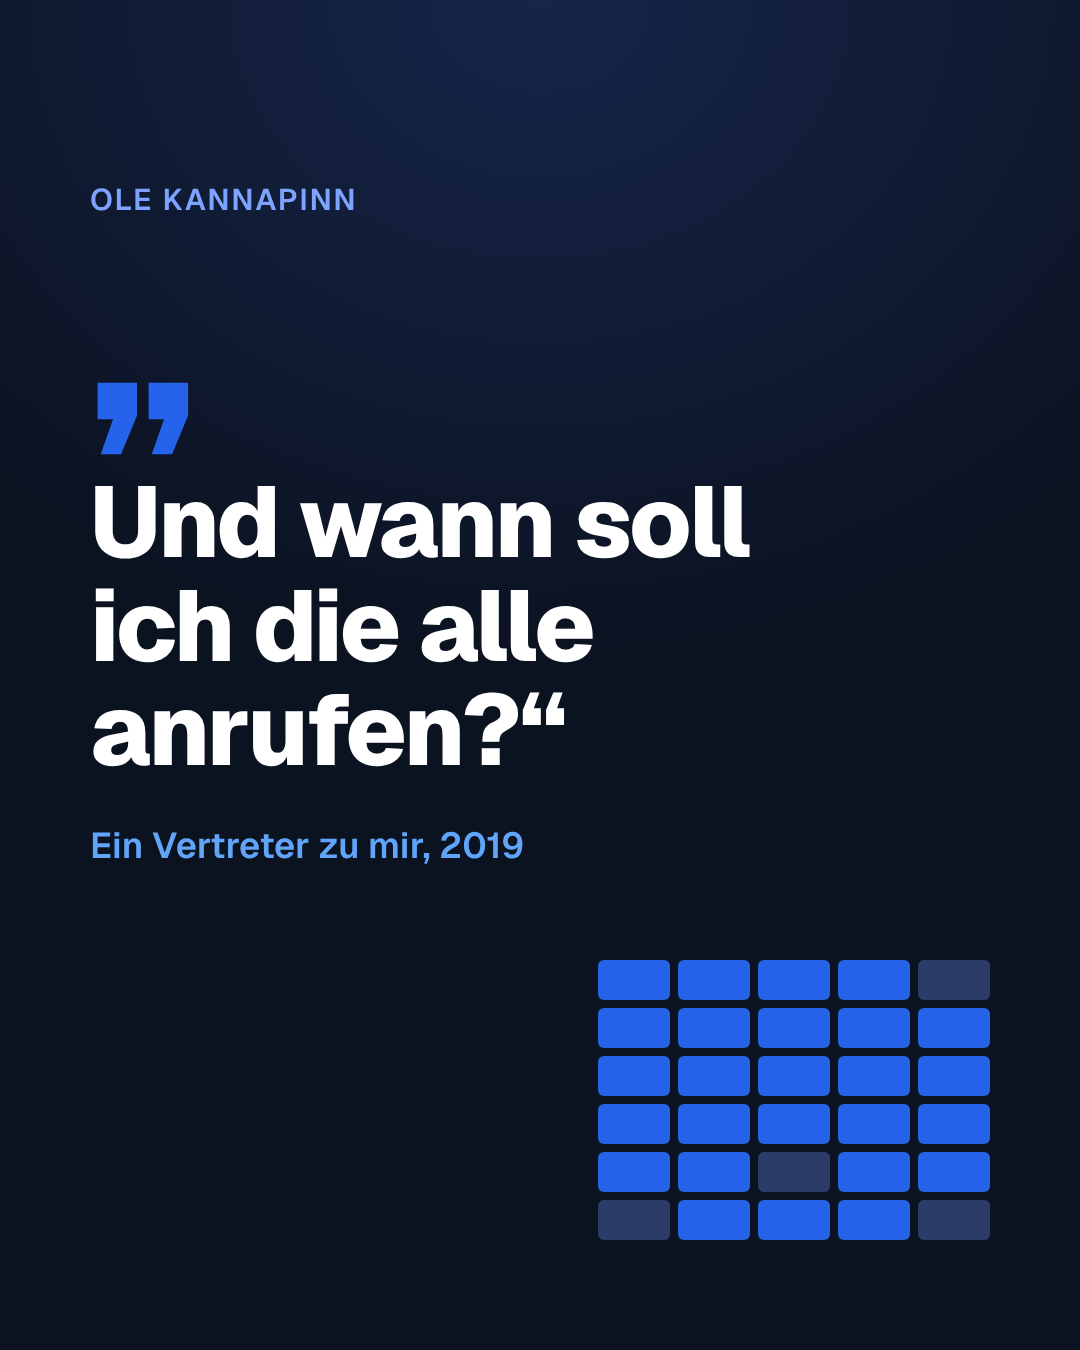 OLE KANNAPINN
”
Und wann soll
ich die alle
anrufen?“
Ein Vertreter zu mir, 2019